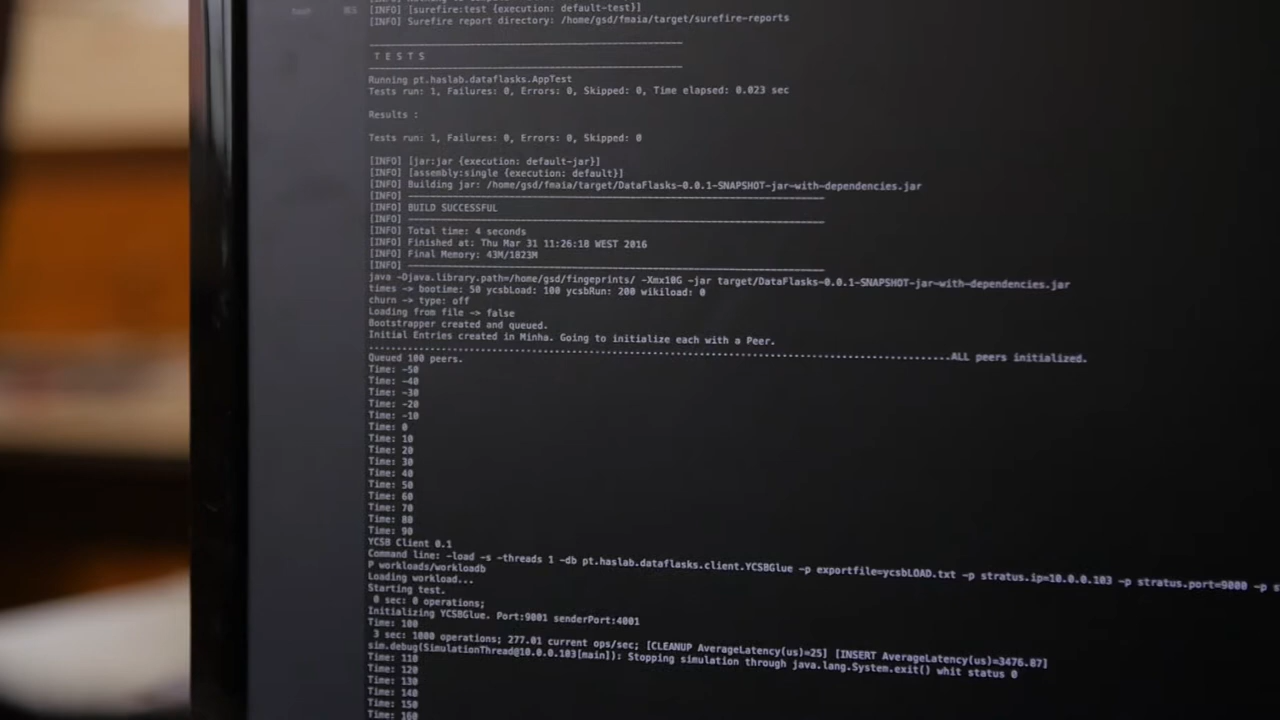 [INFO] [surefire:test {execution: default-test}]
[INFO] Surefire report directory: /home/gsd/fmaia/target/surefire-reports
T E S T S
Running pt.haslab.dataflasks.AppTest
Tests run: 1, Failures: 0, Errors: 0, Skipped: 0, Time elapsed: 0.023 sec
Results :
Tests run: 1, Failures: 0, Errors: 0, Skipped: 0
[INFO] [jar:jar {execution: default-jar}]
[INFO] [assembly:single {execution: default}]
[INFO] Building jar: /home/gsd/fmaia/target/DataFlasks-0.0.1-SNAPSHOT-jar-with-dependencies.jar
[INFO] ------------------------------------------------------------------------
[INFO] BUILD SUCCESSFUL
[INFO] ------------------------------------------------------------------------
[INFO] Total time: 4 seconds
[INFO] Finished at: Thu Mar 31 11:26:10 WEST 2016
[INFO] Final Memory: 43M/1823M
[INFO] ------------------------------------------------------------------------
java -Djava.library.path=/home/gsd/fingeprints/ -Xmx10G -jar target/DataFlasks-0.0.1-SNAPSHOT-jar-with-dependencies.jar
times -> bootime: 50 ycsbLoad: 100 ycsbRun: 200 wikiload: 0
churn -> type: off
Loading from file -> false
Bootstrapper created and queued.
Initial Entries created in Minha. Going to initialize each with a Peer.
....................................................................................................ALL peers initialized.
Queued 100 peers.
Time: -50
Time: -40
Time: -30
Time: -20
Time: -10
Time: 0
Time: 10
Time: 20
Time: 30
Time: 40
Time: 50
Time: 60
Time: 70
Time: 80
Time: 90
YCSB Client 0.1
Command line: -load -s -threads 1 -db pt.haslab.dataflasks.client.YCSBGlue -p exportfile=ycsbLOAD.txt -p stratus.ip=10.0.0.103 -p stratus.port=9000 -p s
P workloads/workloadb
Loading workload...
Starting test.
0 sec: 0 operations;
Initializing YCSBGlue. Port:9001 senderPort:4001
Time: 100
3 sec: 1000 operations; 277.01 current ops/sec; [CLEANUP AverageLatency(us)=25] [INSERT AverageLatency(us)=3476.87]
sim.debug(SimulationThread@10.0.0.103[main]): Stopping simulation through java.lang.System.exit() whit status 0
Time: 110
Time: 120
Time: 130
Time: 140
Time: 150
Time: 160